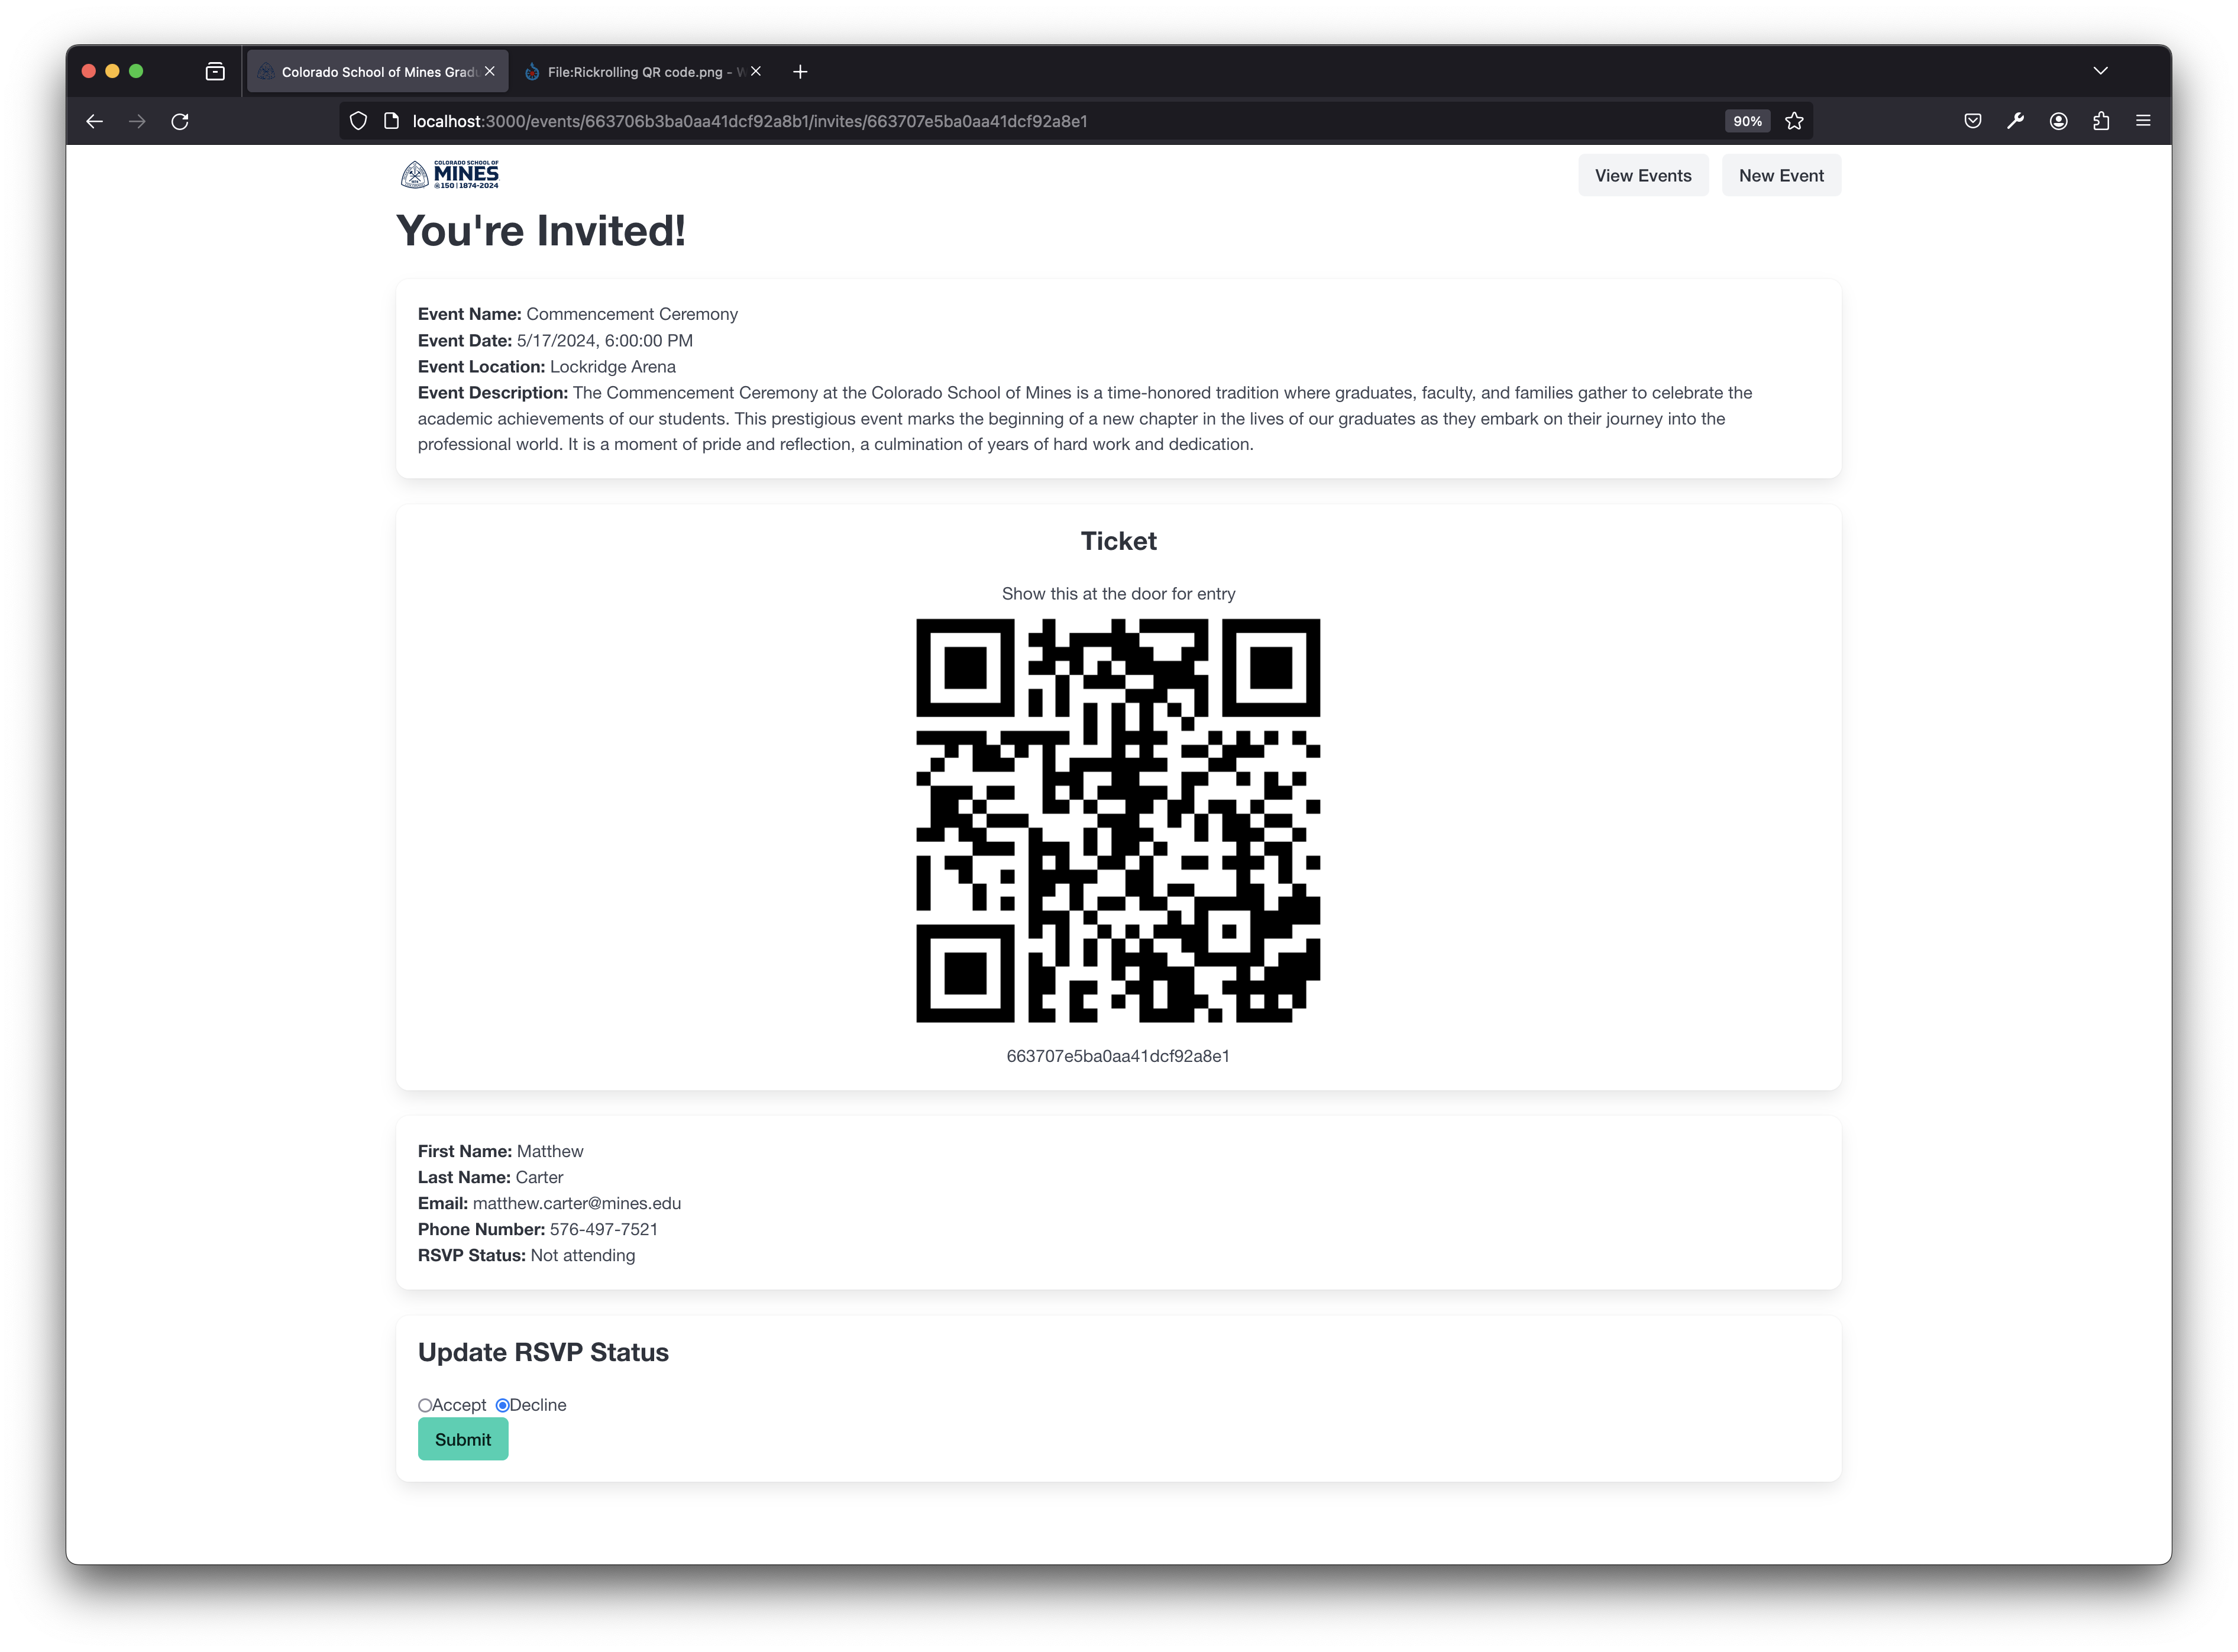 Colorado School of Mines Grad
File:Rickrolling QR code.png - W
localhost:3000/events/663706b3ba0aa41dcf92a8b1/invites/663707e5ba0aa41dcf92a8e1
90%
COLORADO SCHOOL OF
MINES
@150 | 1874-2024
View Events
New Event
You're Invited!
Event Name: Commencement Ceremony
Event Date: 5/17/2024, 6:00:00 PM
Event Location: Lockridge Arena
Event Description: The Commencement Ceremony at the Colorado School of Mines is a time-honored tradition where graduates, faculty, and families gather to celebrate the
academic achievements of our students. This prestigious event marks the beginning of a new chapter in the lives of our graduates as they embark on their journey into the
professional world. It is a moment of pride and reflection, a culmination of years of hard work and dedication.
Ticket
Show this at the door for entry
663707e5ba0aa41dcf92a8e1
First Name: Matthew
Last Name: Carter
Email: matthew.carter@mines.edu
Phone Number: 576-497-7521
RSVP Status: Not attending
Update RSVP Status
Accept Decline
Submit